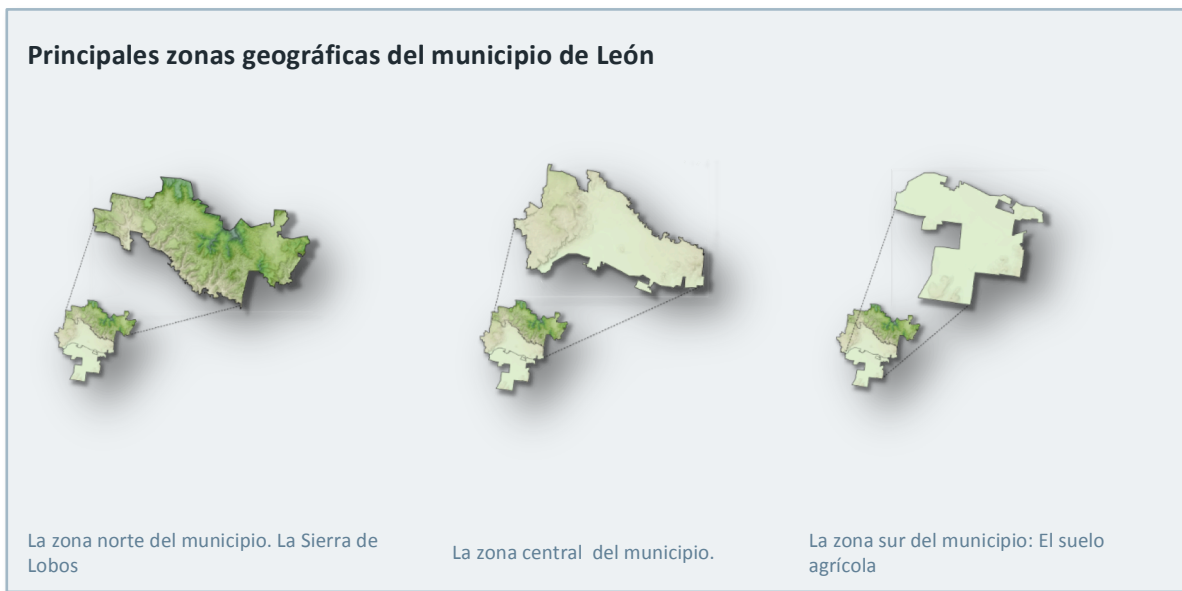 Principales zonas geográficas del municipio de León
La zona norte del municipio. La Sierra de
Lobos
La zona central  del municipio.
La zona sur del municipio: El suelo
agrícola